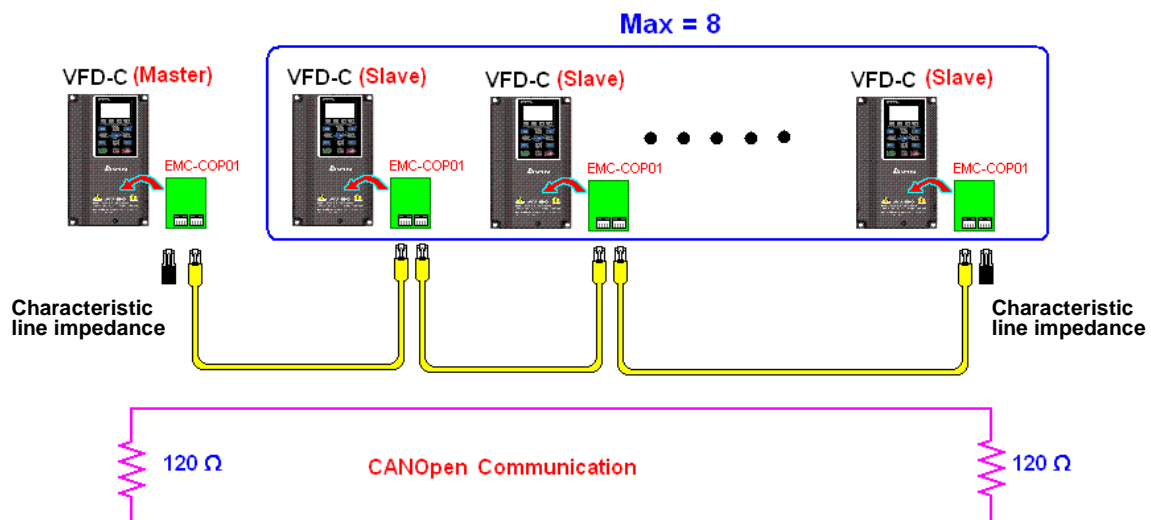 Max = 8
VFD-C (Master)
VFD-C (Slave)
VFD-C (Slave)
VFD-C (Slave)
EMC-COP01
EMC-COP01
EMC-COP01
EMC-COP01
Characteristic
line impedance
Characteristic
line impedance
120 Ω
CANOpen Communication
120 Ω